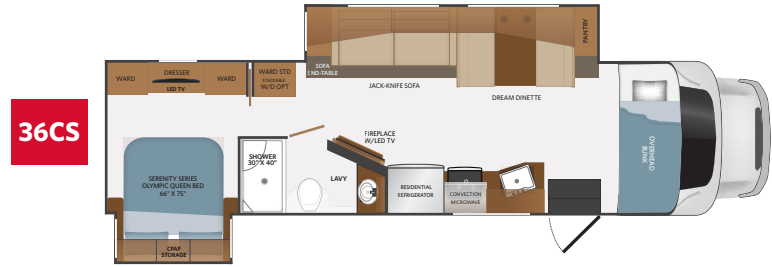 36CS
WARD
DRESSER
LED TV
WARD
WARD STD
STACKABLE
W/D OPT
SOFA
END-TABLE
JACK-KNIFE SOFA
DREAM DINETTE
PANTRY
OVERHEAD
BUNK
FIREPLACE
W/LED TV
SHOWER
30" X 40"
LAVY
RESIDENTIAL
REFRIGERATOR
CONVECTION
MICROWAVE
SERENITY SERIES
OLYMPIC QUEEN BED
66" X 75"
CPAP
STORAGE